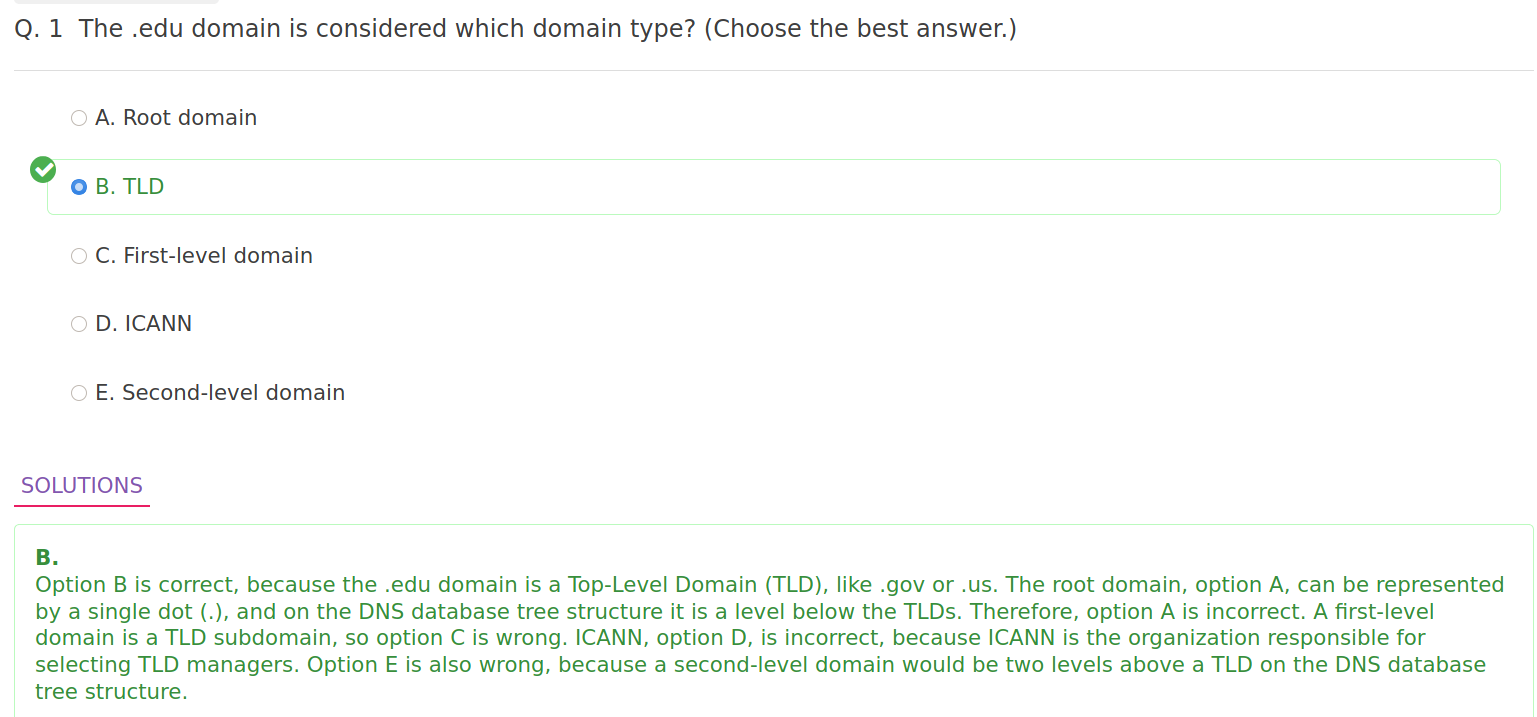 Q. 1 The .edu domain is considered which domain type? (Choose the best answer.)
A. Root domain
B. TLD
C. First-level domain
D. ICANN
E. Second-level domain
SOLUTIONS
B.
Option B is correct, because the .edu domain is a Top-Level Domain (TLD), like .gov or .us. The root domain, option A, can be represented
by a single dot (.), and on the DNS database tree structure it is a level below the TLDs. Therefore, option A is incorrect. A first-level
domain is a TLD subdomain, so option C is wrong. ICANN, option D, is incorrect, because ICANN is the organization responsible for
selecting TLD managers. Option E is also wrong, because a second-level domain would be two levels above a TLD on the DNS database
tree structure.